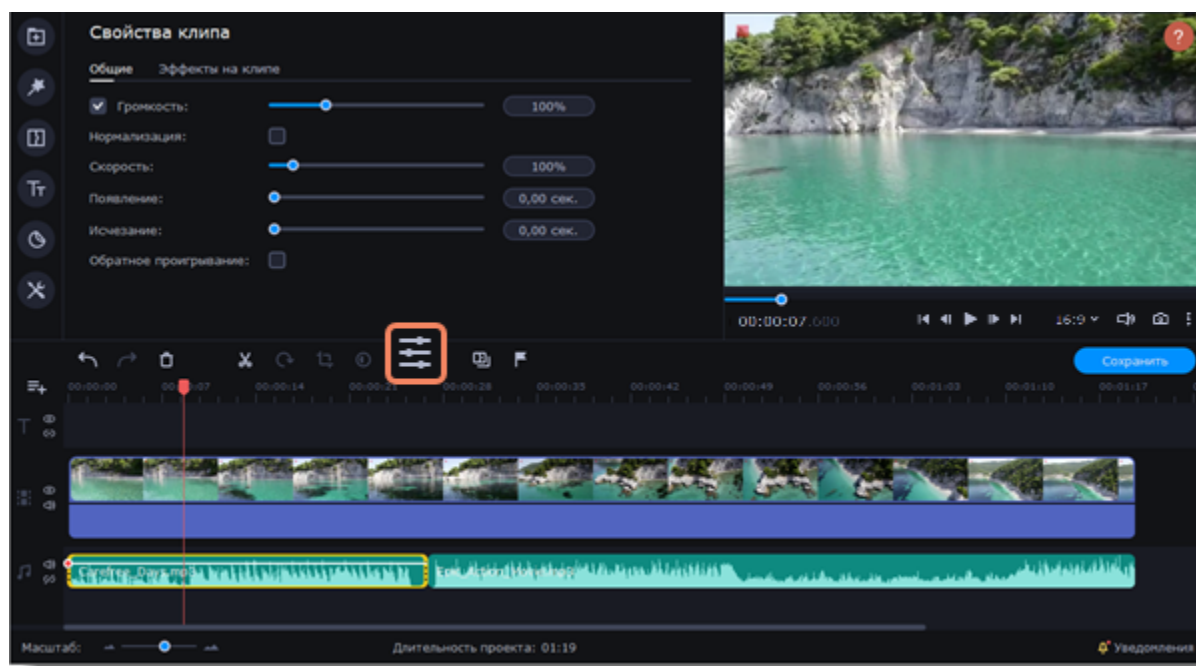 Свойства клипа
Общие Эффекты на клипе
Громкость: 100%
Нормализация:
Скорость: 100%
Появление: 0,00 сек.
Исчезание: 0,00 сек.
Обратное проигрывание:
?
Тт
00:00:07.600
16:9
Сохранить
00:00:00 00:00:14 00:00:28 00:00:35 00:00:42 00:00:49 00:00:56 00:01:03 00:01:10 00:01:17
T
Carefree_Days.mp3
Масштаб:
Длительность проекта: 01:19
Уведомления